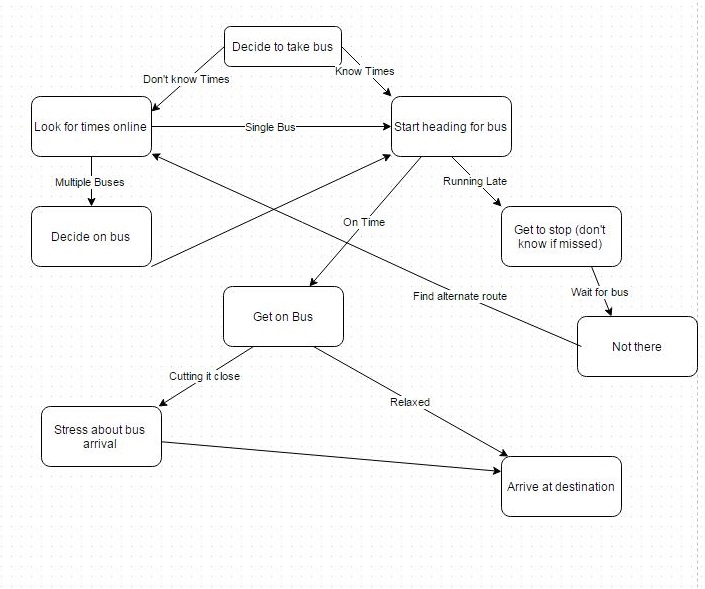 Decide to take bus
Don't know Times
Know Times
Look for times online
Single Bus
Start heading for bus
Multiple Buses
Running Late
Decide on bus
On Time
Get to stop (don't
know if missed)
Find alternate route
Wait for bus
Get on Bus
Not there
Cutting it close
Relaxed
Stress about bus
arrival
Arrive at destination